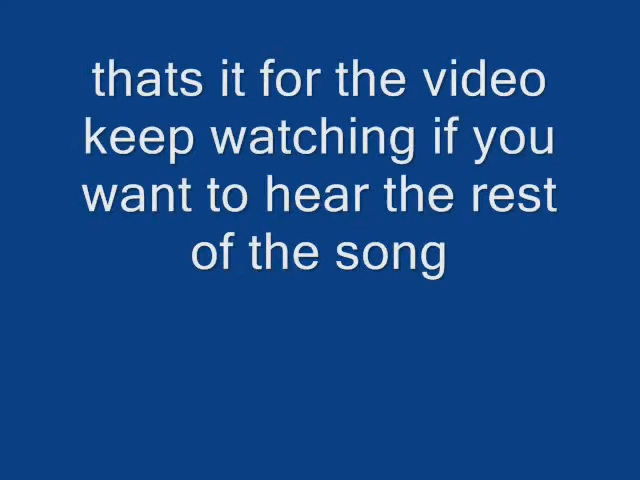 thats it for the video
keep watching if you
want to hear the rest
of the song